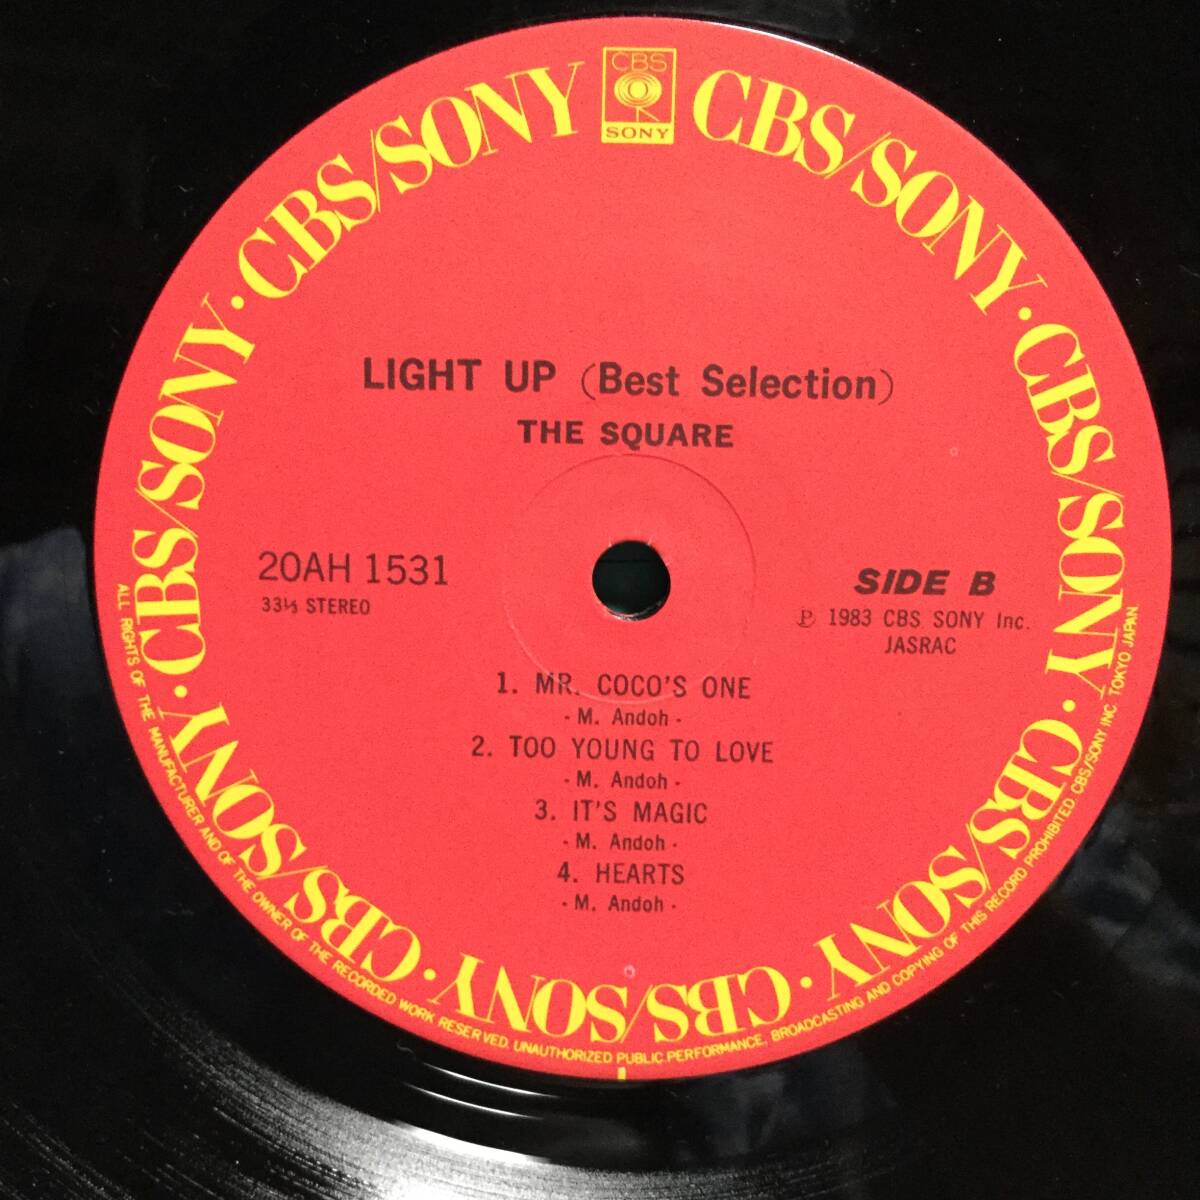 CBS
SONY
CBS/SONY · CBS/SONY · CBS/SONY · CBS/SONY · CBS/SONY · CBS/SONY · CBS/SONY · CBS/SONY
LIGHT UP (Best Selection)
THE SQUARE
20AH 1531
33⅓ STEREO
SIDE B
Ⓟ 1983 CBS SONY Inc.
JASRAC
1. MR. COCO'S ONE
- M. Andoh -
2. TOO YOUNG TO LOVE
- M. Andoh -
3. IT'S MAGIC
- M. Andoh -
4. HEARTS
- M. Andoh -
ALL RIGHTS OF THE MANUFACTURER AND OF THE OWNER OF THE RECORDED WORK RESERVED. UNAUTHORIZED PUBLIC PERFORMANCE, BROADCASTING AND COPYING OF THIS RECORD PROHIBITED CBS/SONY INC. TOKYO JAPAN